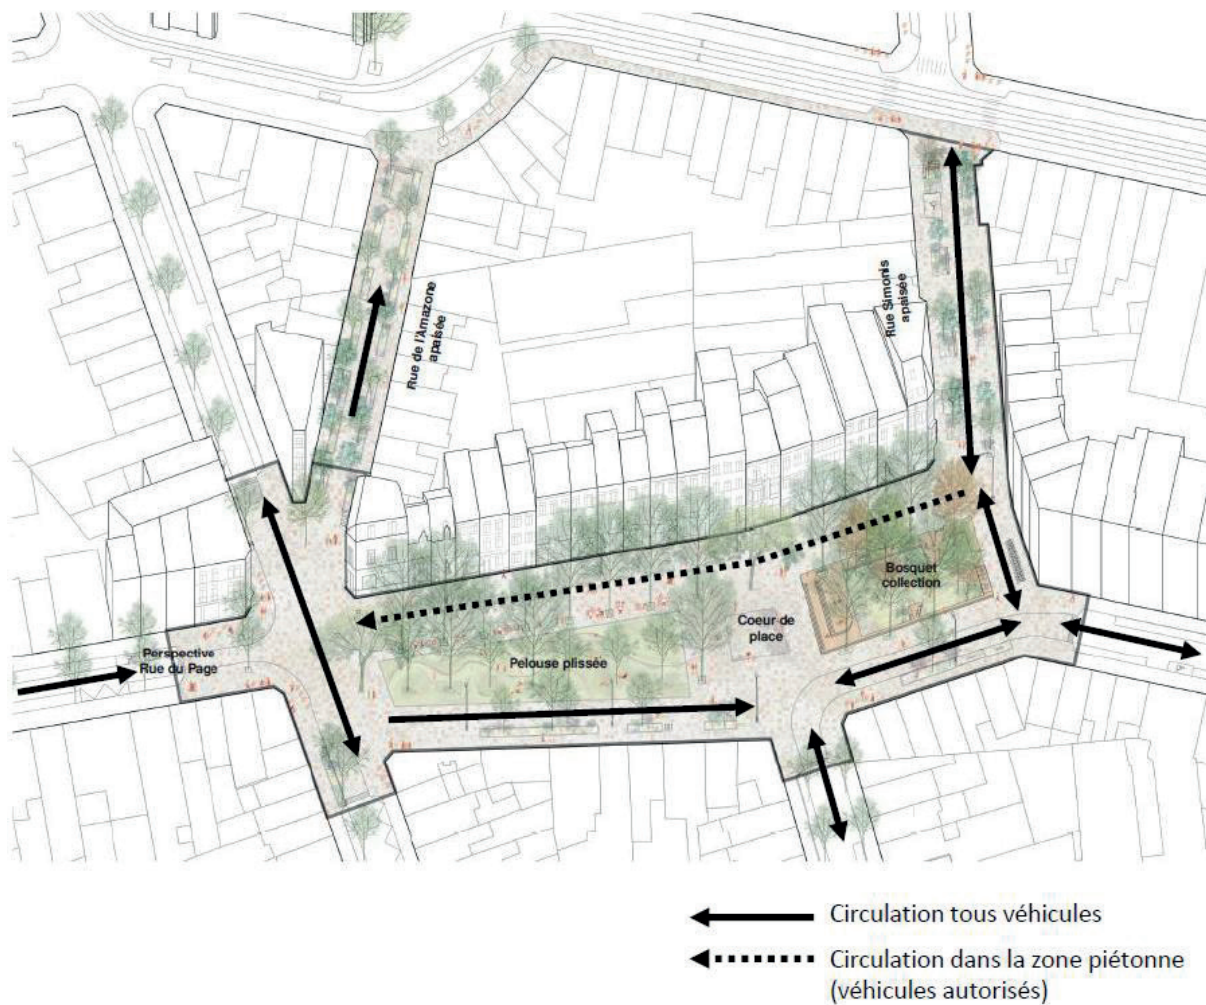 Rue de l'Amazone
apaisée
Rue Simonis
apaisée
Bosquet
collection
Coeur de
place
Perspective
Rue du Page
Pelouse plissée
Circulation tous véhicules
Circulation dans la zone piétonne
(véhicules autorisés)